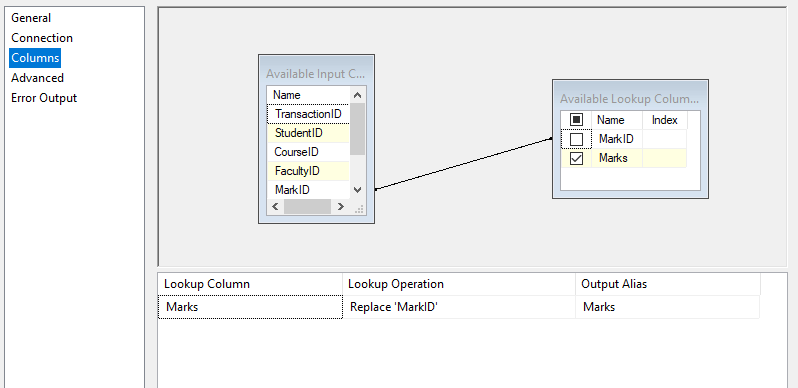 General
Connection
Columns
Advanced
Error Output
Available Input C...
Name
TransactionID
StudentID
CourseID
FacultyID
MarkID
Available Lookup Colum...
Name Index
MarkID
Marks
Lookup Column Lookup Operation Output Alias
Marks Replace 'MarkID' Marks